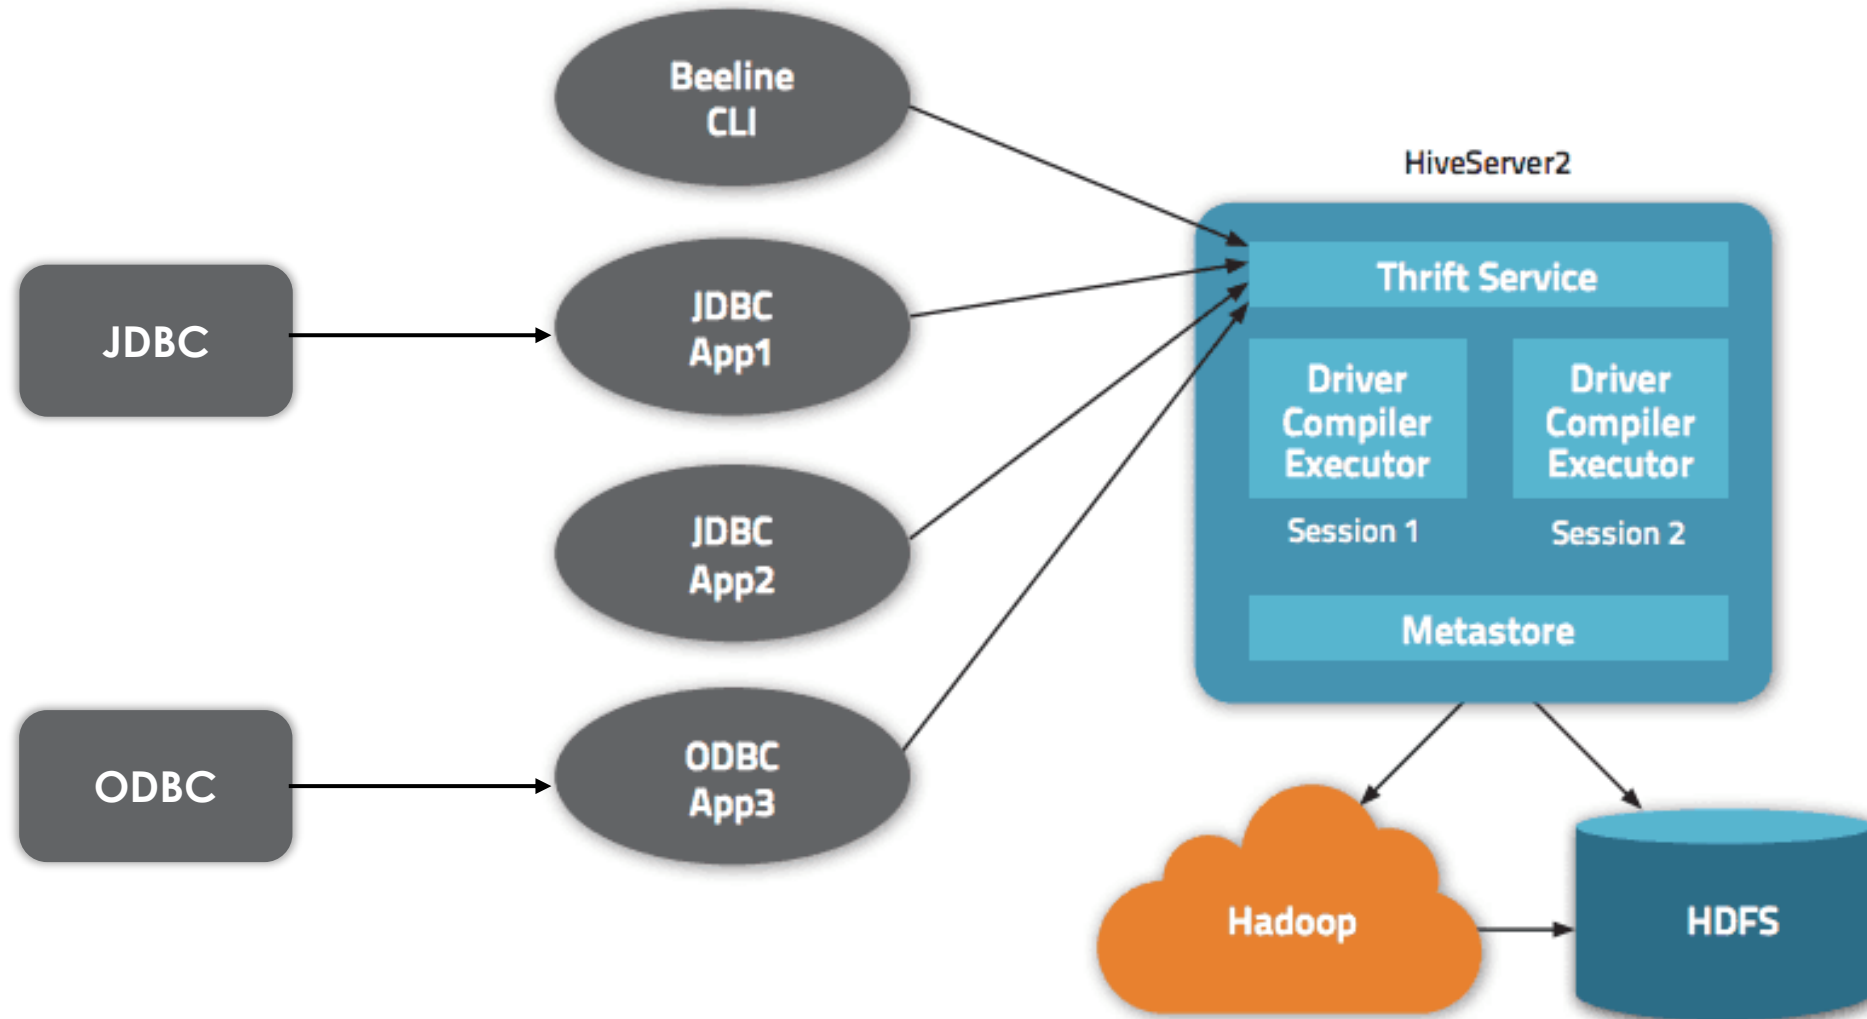 Beeline
CLI
HiveServer2
JDBC
JDBC
App1
Thrift Service
Driver
Compiler
Executor
Session 1
Driver
Compiler
Executor
Session 2
JDBC
App2
Metastore
ODBC
ODBC
App3
Hadoop
HDFS